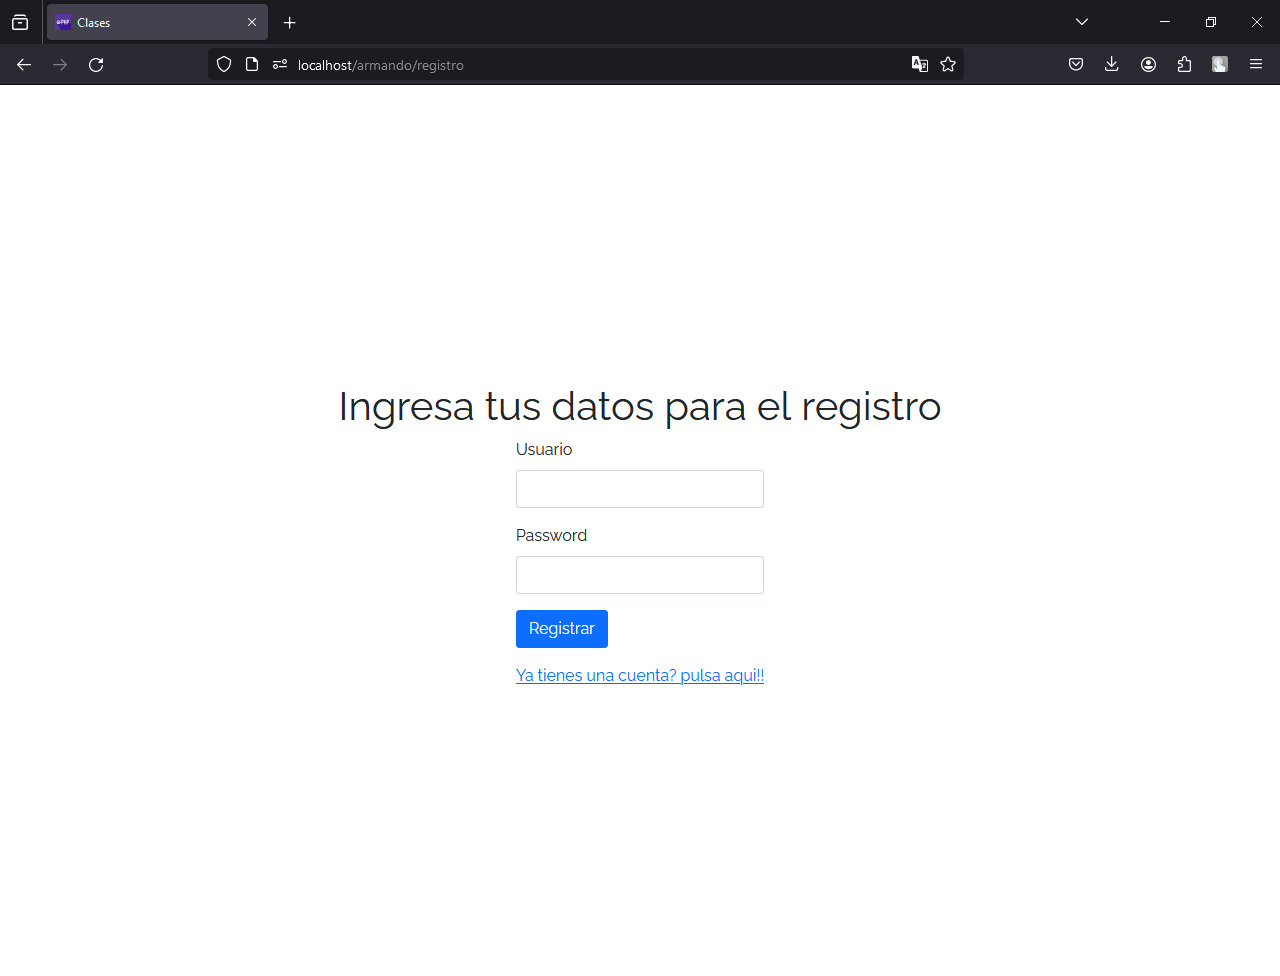 Clases
localhost/armando/registro
Ingresa tus datos para el registro
Usuario
Password
Registrar
Ya tienes una cuenta? pulsa aqui!!